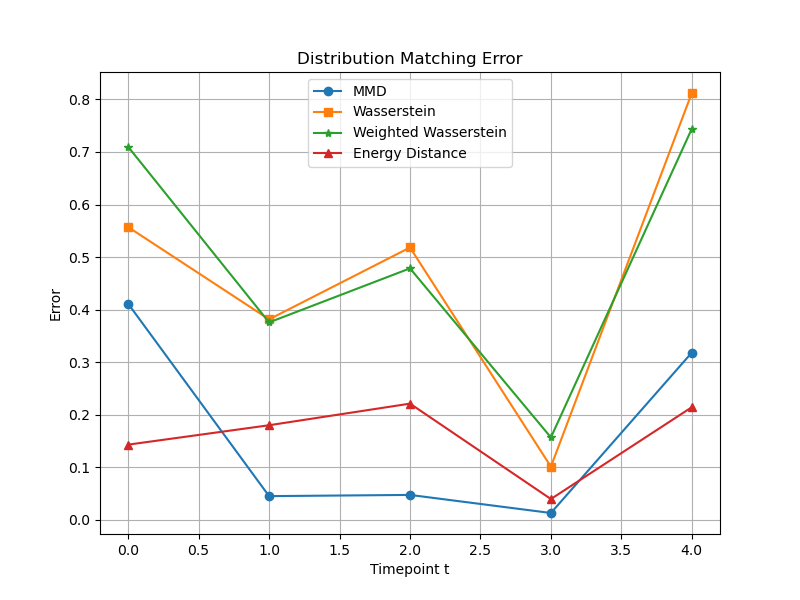 Distribution Matching Error
MMD
Wasserstein
Weighted Wasserstein
Energy Distance
Error
0.8
0.7
0.6
0.5
0.4
0.3
0.2
0.1
0.0
0.0 0.5 1.0 1.5 2.0 2.5 3.0 3.5 4.0
Timepoint t